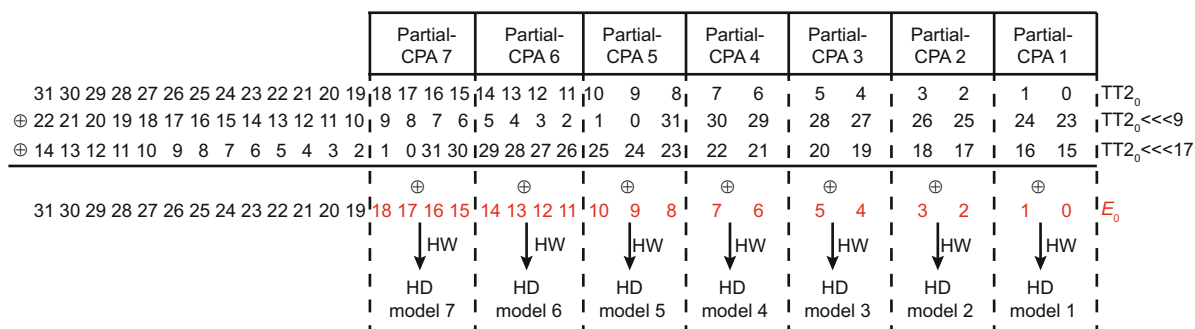 Partial- Partial- Partial- Partial- Partial- Partial- Partial-
CPA 7 CPA 6 CPA 5 CPA 4 CPA 3 CPA 2 CPA 1
31 30 29 28 27 26 25 24 23 22 21 20 19 18 17 16 15 14 13 12 11 10 9 8 7 6 5 4 3 2 1 0 TT2₀
⊕ 22 21 20 19 18 17 16 15 14 13 12 11 10 9 8 7 6 5 4 3 2 1 0 31 30 29 28 27 26 25 24 23 TT2₀<<<9
⊕ 14 13 12 11 10 9 8 7 6 5 4 3 2 1 0 31 30 29 28 27 26 25 24 23 22 21 20 19 18 17 16 15 TT2₀<<<17
⊕ ⊕ ⊕ ⊕ ⊕ ⊕ ⊕
31 30 29 28 27 26 25 24 23 22 21 20 19 18 17 16 15 14 13 12 11 10 9 8 7 6 5 4 3 2 1 0 E₀
HW HW HW HW HW HW HW
HD HD HD HD HD HD HD
model 7 model 6 model 5 model 4 model 3 model 2 model 1